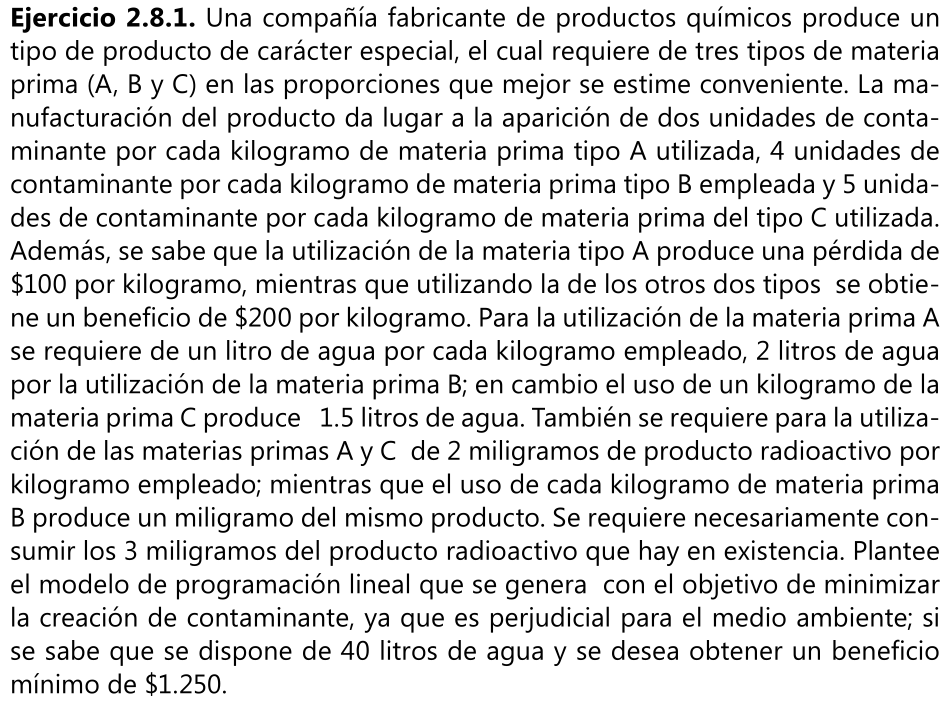 Ejercicio 2.8.1. Una compañía fabricante de productos químicos produce un
tipo de producto de carácter especial, el cual requiere de tres tipos de materia
prima (A, B y C) en las proporciones que mejor se estime conveniente. La ma-
nufacturación del producto da lugar a la aparición de dos unidades de conta-
minante por cada kilogramo de materia prima tipo A utilizada, 4 unidades de
contaminante por cada kilogramo de materia prima tipo B empleada y 5 unida-
des de contaminante por cada kilogramo de materia prima del tipo C utilizada.
Además, se sabe que la utilización de la materia tipo A produce una pérdida de
$100 por kilogramo, mientras que utilizando la de los otros dos tipos se obtie-
ne un beneficio de $200 por kilogramo. Para la utilización de la materia prima A
se requiere de un litro de agua por cada kilogramo empleado, 2 litros de agua
por la utilización de la materia prima B; en cambio el uso de un kilogramo de la
materia prima C produce 1.5 litros de agua. También se requiere para la utiliza-
ción de las materias primas A y C de 2 miligramos de producto radioactivo por
kilogramo empleado; mientras que el uso de cada kilogramo de materia prima
B produce un miligramo del mismo producto. Se requiere necesariamente con-
sumir los 3 miligramos del producto radioactivo que hay en existencia. Plantee
el modelo de programación lineal que se genera con el objetivo de minimizar
la creación de contaminante, ya que es perjudicial para el medio ambiente; si
se sabe que se dispone de 40 litros de agua y se desea obtener un beneficio
mínimo de $1.250.